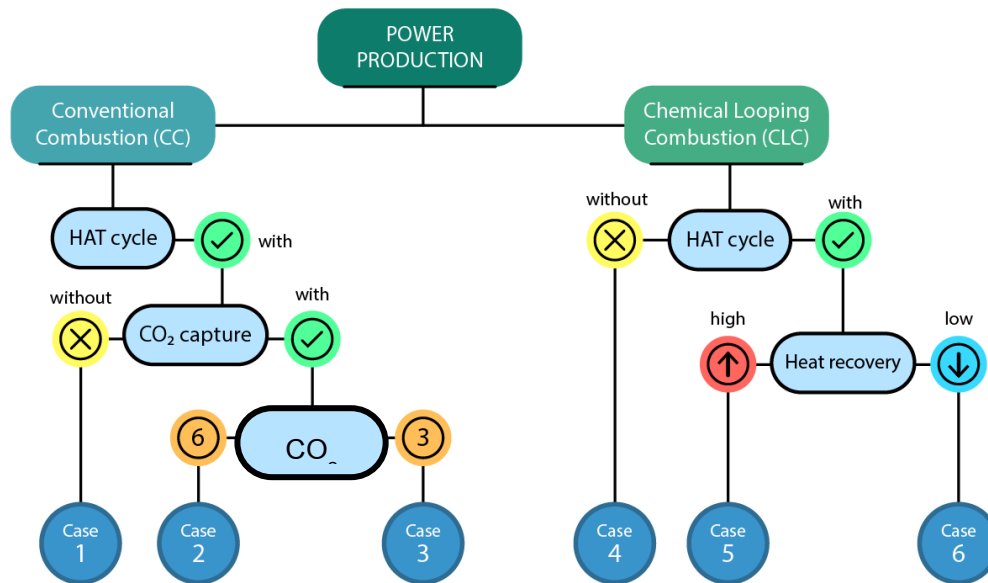 POWER
PRODUCTION
Conventional
Combustion (CC)
Chemical Looping
Combustion (CLC)
HAT cycle
with
without
HAT cycle
with
without
CO₂ capture
with
high
Heat recovery
low
6
CO₂
3
Case
1
Case
2
Case
3
Case
4
Case
5
Case
6